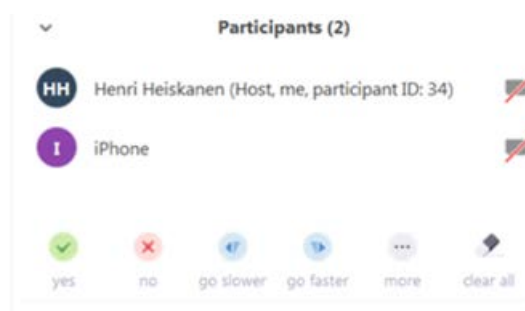 Participants (2)
HH Henri Heiskanen (Host, me, participant ID: 34)
I iPhone
yes no go slower go faster more clear all